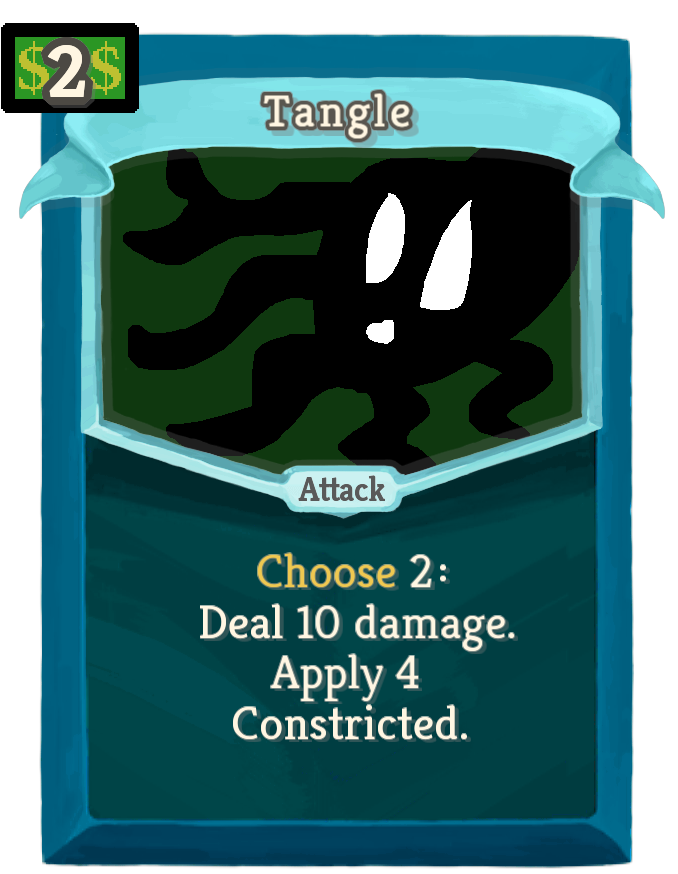 $2$
Tangle
Attack
Choose 2:
Deal 10 damage.
Apply 4
Constricted.